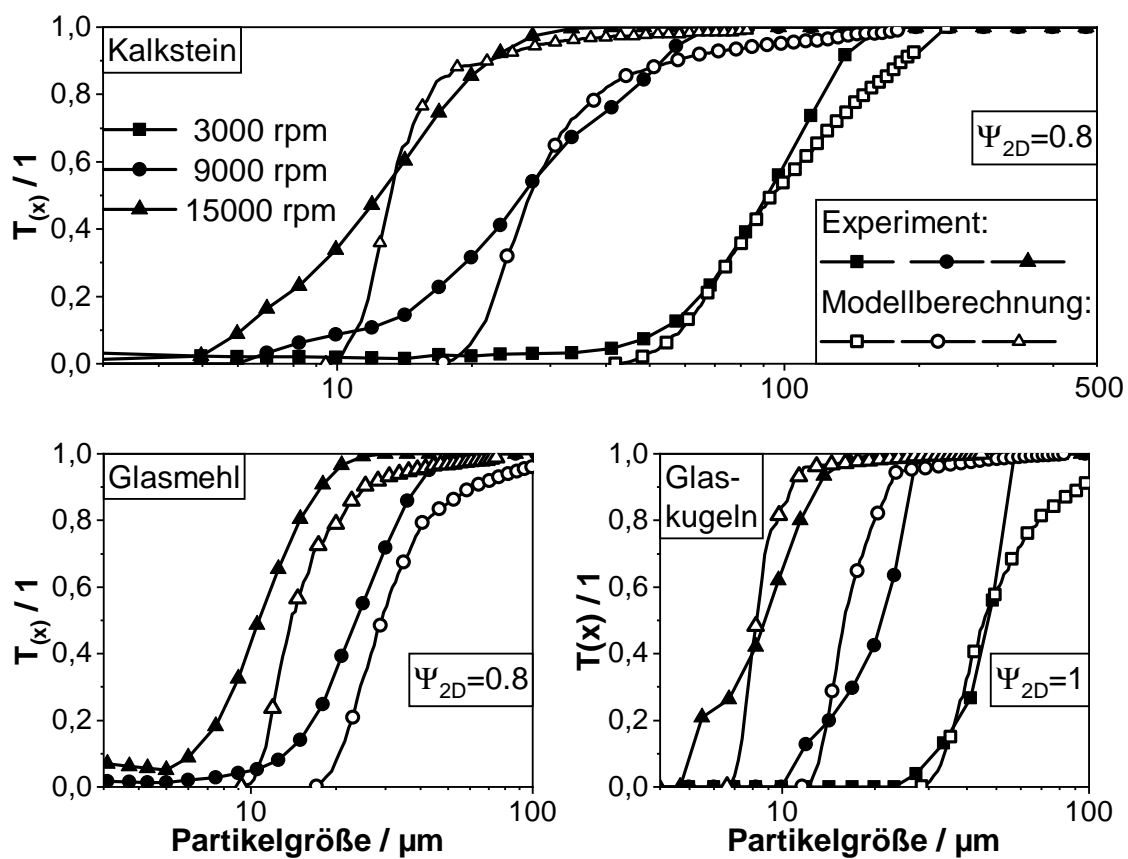 Kalkstein
3000 rpm
9000 rpm
15000 rpm
Ψ2D=0.8
Experiment:
Modellberechnung:
T(x) / 1
1,0
0,8
0,6
0,4
0,2
0,0
10
100
500
Glasmehl
Ψ2D=0.8
T(x) / 1
1,0
0,8
0,6
0,4
0,2
0,0
10
100
Partikelgröße / µm
Glas-
kugeln
Ψ2D=1
T(x) / 1
1,0
0,8
0,6
0,4
0,2
0,0
10
100
Partikelgröße / µm